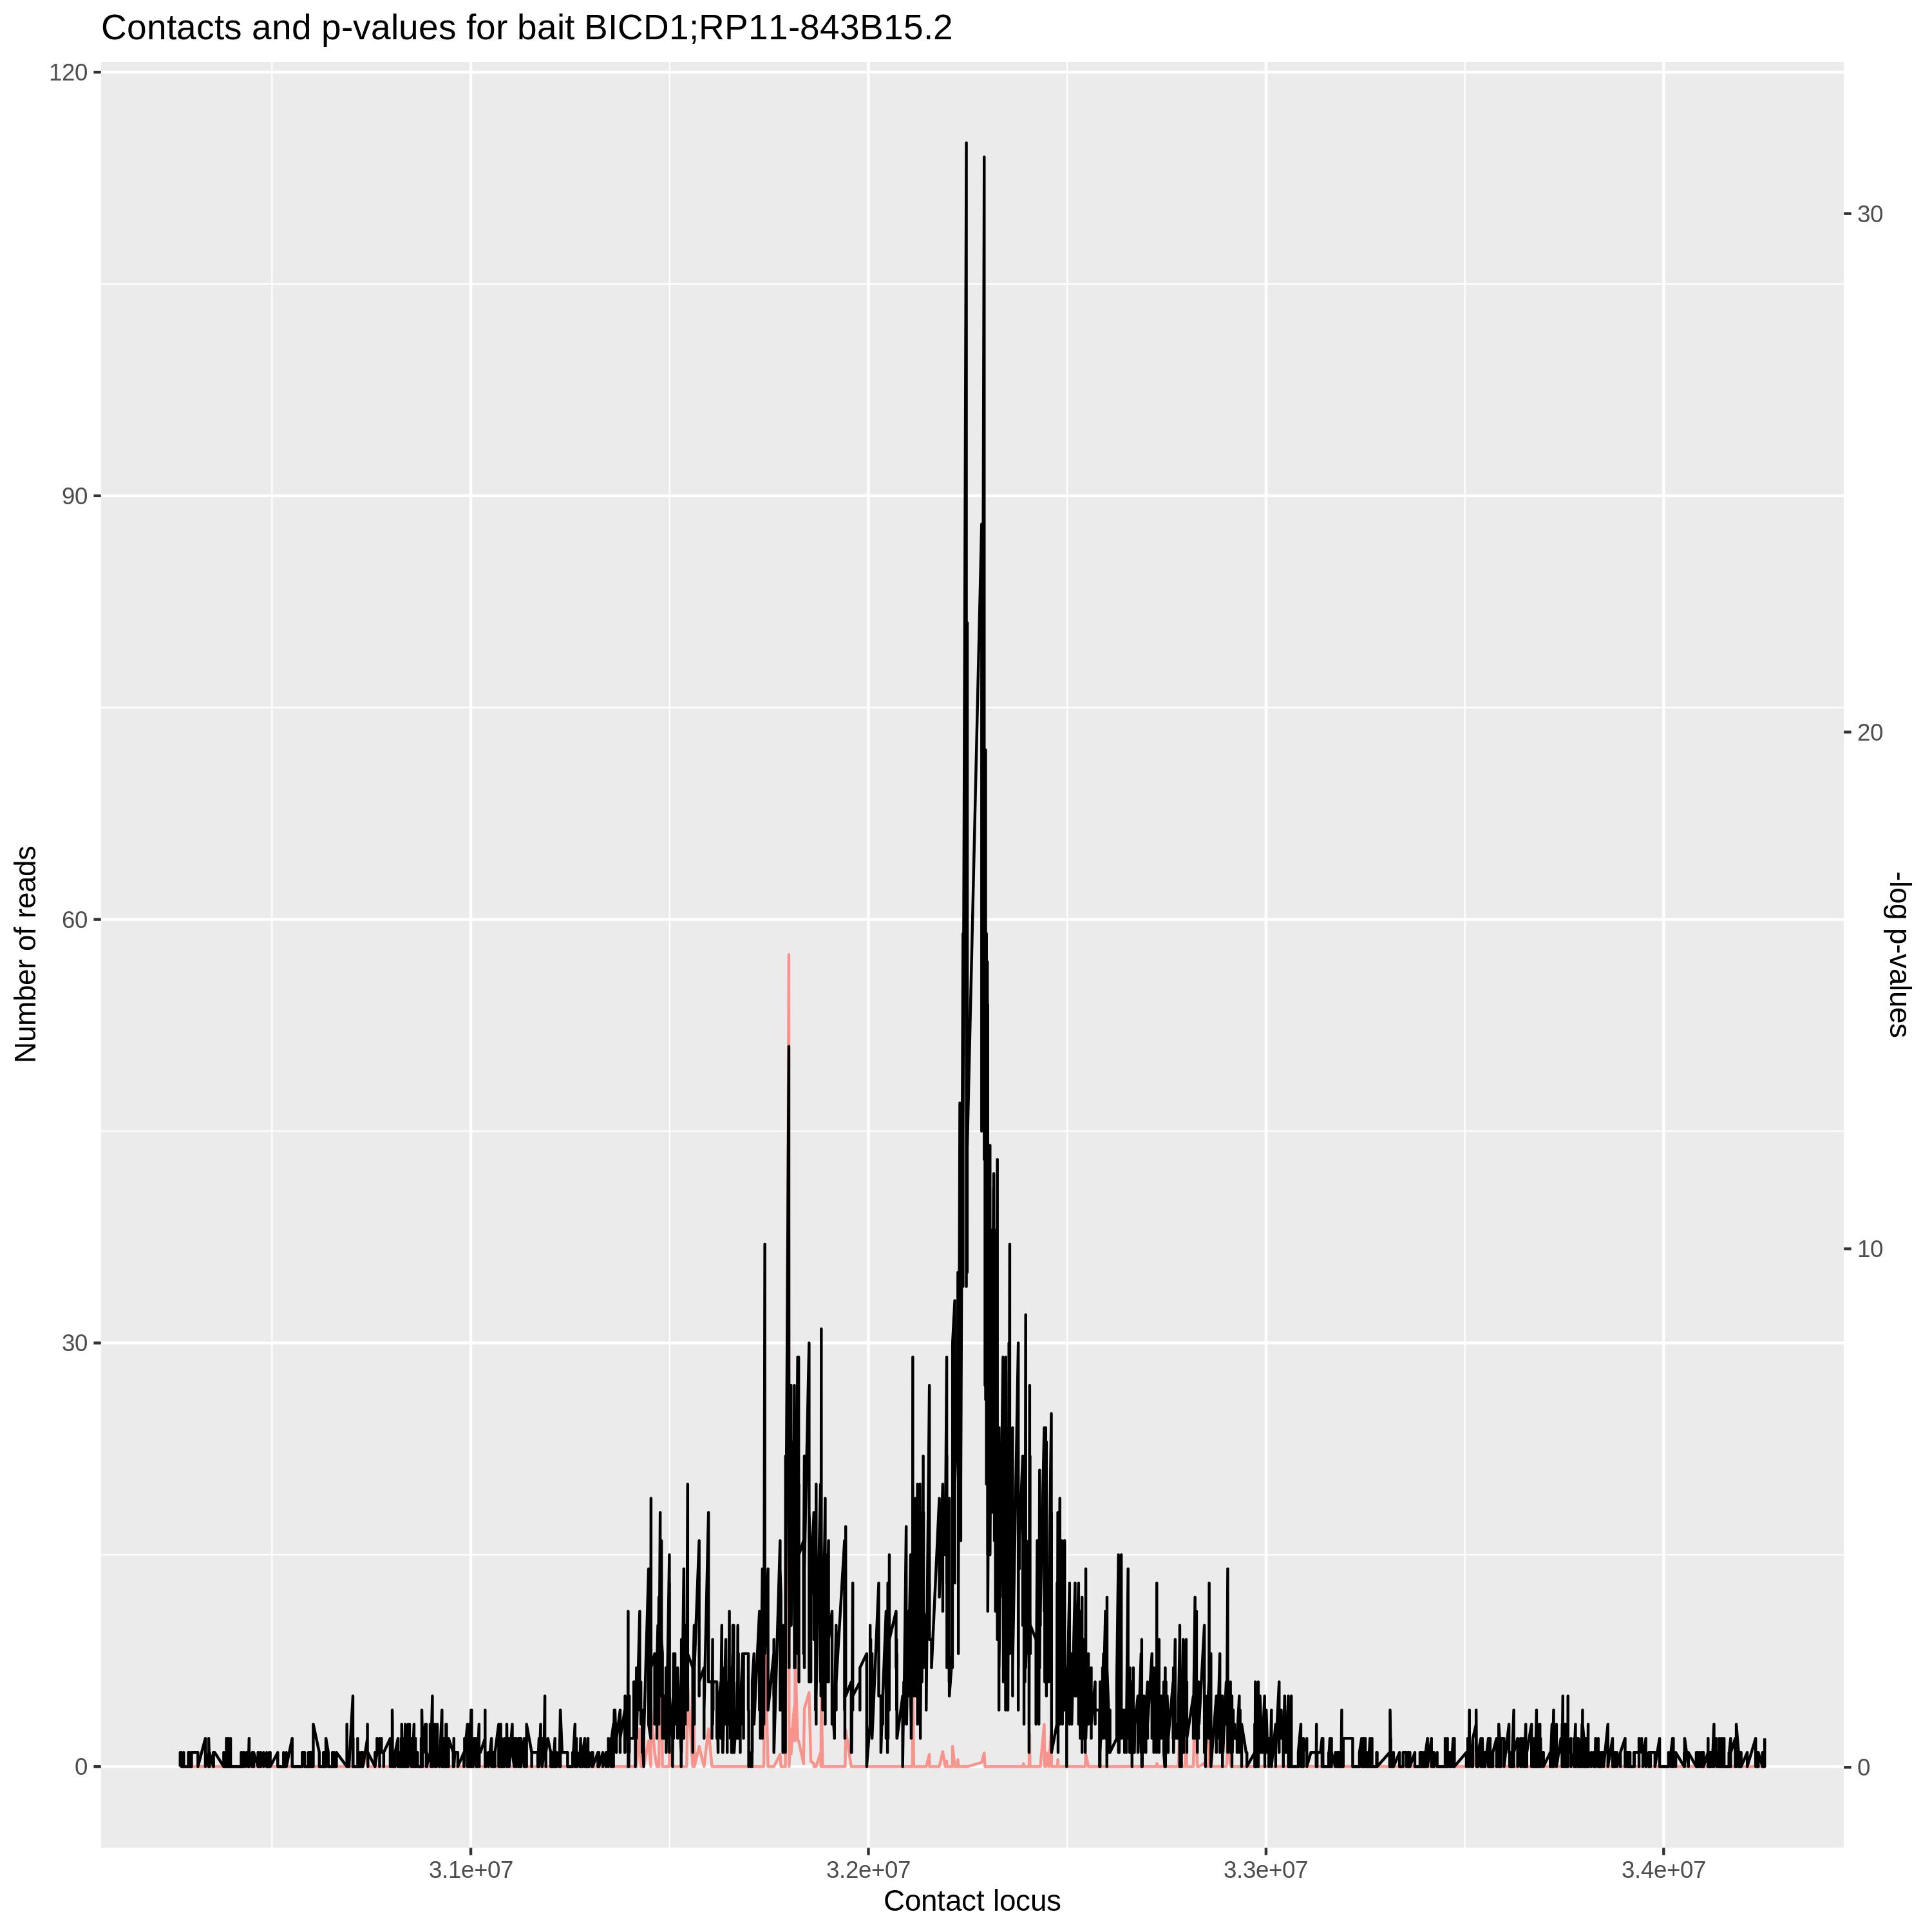 Contacts and p-values for bait BICD1;RP11-843B15.2
120
90
60
30
0
Number of reads
30
20
10
0
-log p-values
3.1e+07
3.2e+07
3.3e+07
3.4e+07
Contact locus